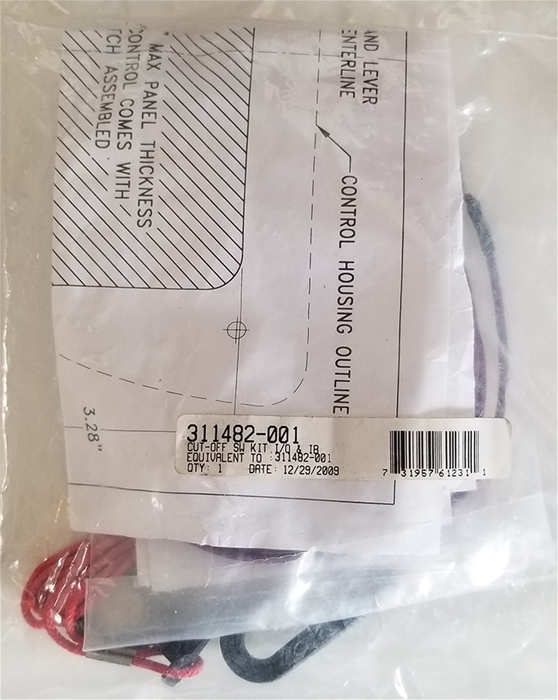 " MAX PANEL THICKNESS
CONTROL COMES WITH
TCH ASSEMBLED
AND LEVER
ENTERLINE
CONTROL HOUSING OUTLINE
3.28"
311482-001
CUT-OFF SW KIT I/O & IB
EQUIVALENT TO :311482-001
QTY: 1 DATE: 12/29/2009
7 31957 61231 1